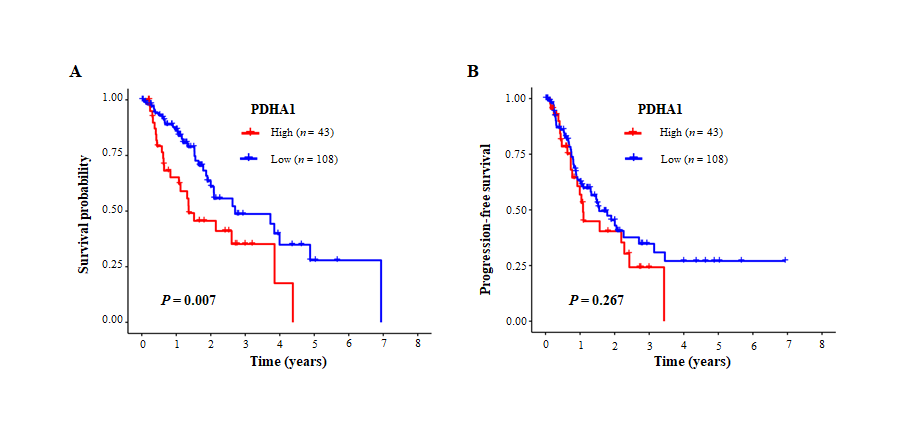 A
PDHA1
High (n = 43)
Low (n = 108)
Survival probability
1.00
0.75
0.50
0.25
0.00
P = 0.007
0 1 2 3 4 5 6 7 8
Time (years)
B
PDHA1
High (n = 43)
Low (n = 108)
Progression-free survival
1.00
0.75
0.50
0.25
0.00
P = 0.267
0 1 2 3 4 5 6 7 8
Time (years)